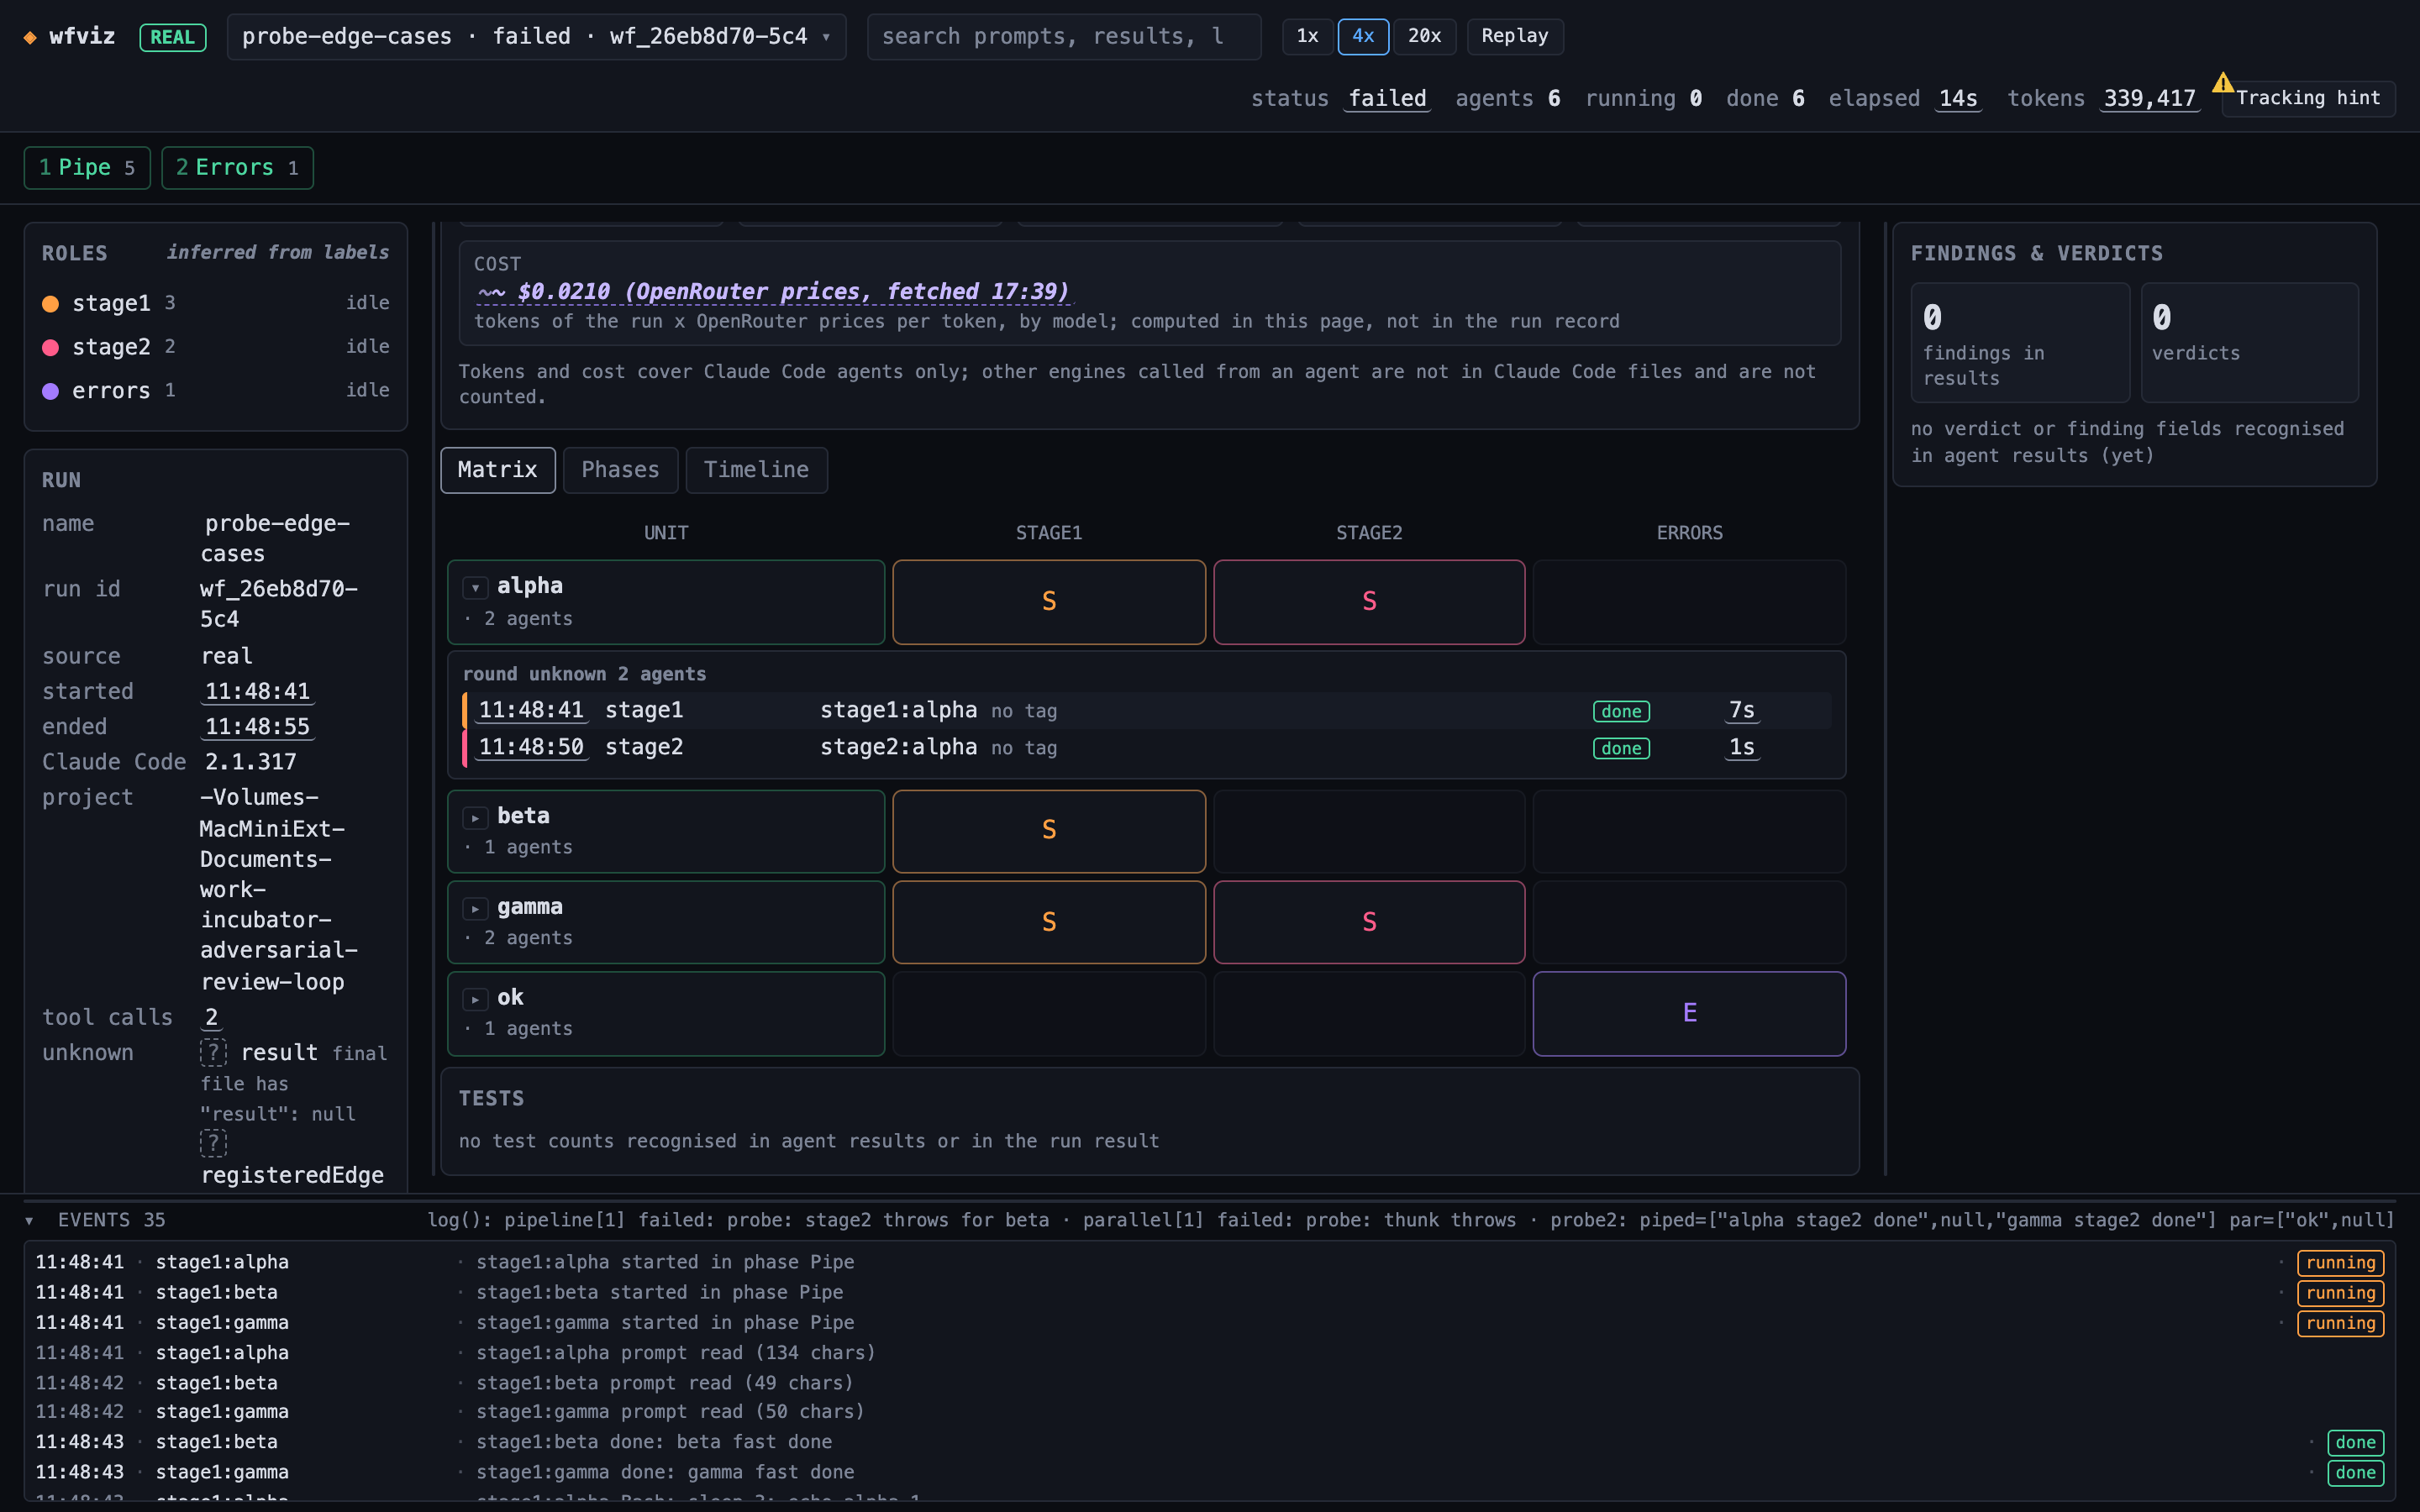 wfviz REAL probe-edge-cases · failed · wf_26eb8d70-5c4 search prompts, results, l 1x 4x 20x Replay
status failed agents 6 running 0 done 6 elapsed 14s tokens 339,417 Tracking hint
1 Pipe 5 2 Errors 1
ROLES inferred from labels
stage1 3 idle
stage2 2 idle
errors 1 idle
RUN
name probe-edge-
cases
run id wf_26eb8d70-
5c4
source real
started 11:48:41
ended 11:48:55
Claude Code 2.1.317
project -Volumes-
MacMiniExt-
Documents-
work-
incubator-
adversarial-
review-loop
tool calls 2
unknown ? result final
file has
"result": null
?
registeredEdge
COST
~~ $0.0210 (OpenRouter prices, fetched 17:39)
tokens of the run x OpenRouter prices per token, by model; computed in this page, not in the run record
Tokens and cost cover Claude Code agents only; other engines called from an agent are not in Claude Code files and are not
counted.
Matrix Phases Timeline
UNIT STAGE1 STAGE2 ERRORS
alpha
· 2 agents
S S
round unknown 2 agents
11:48:41 stage1 stage1:alpha no tag done 7s
11:48:50 stage2 stage2:alpha no tag done 1s
beta
· 1 agents
S
gamma
· 2 agents
S S
ok
· 1 agents
E
TESTS
no test counts recognised in agent results or in the run result
FINDINGS & VERDICTS
0 0
findings in verdicts
results
no verdict or finding fields recognised
in agent results (yet)
EVENTS 35 log(): pipeline[1] failed: probe: stage2 throws for beta · parallel[1] failed: probe: thunk throws · probe2: piped=["alpha stage2 done",null,"gamma stage2 done"] par=["ok",null]
11:48:41 · stage1:alpha · stage1:alpha started in phase Pipe · running
11:48:41 · stage1:beta · stage1:beta started in phase Pipe · running
11:48:41 · stage1:gamma · stage1:gamma started in phase Pipe · running
11:48:41 · stage1:alpha · stage1:alpha prompt read (134 chars)
11:48:42 · stage1:beta · stage1:beta prompt read (49 chars)
11:48:42 · stage1:gamma · stage1:gamma prompt read (50 chars)
11:48:43 · stage1:beta · stage1:beta done: beta fast done · done
11:48:43 · stage1:gamma · stage1:gamma done: gamma fast done · done